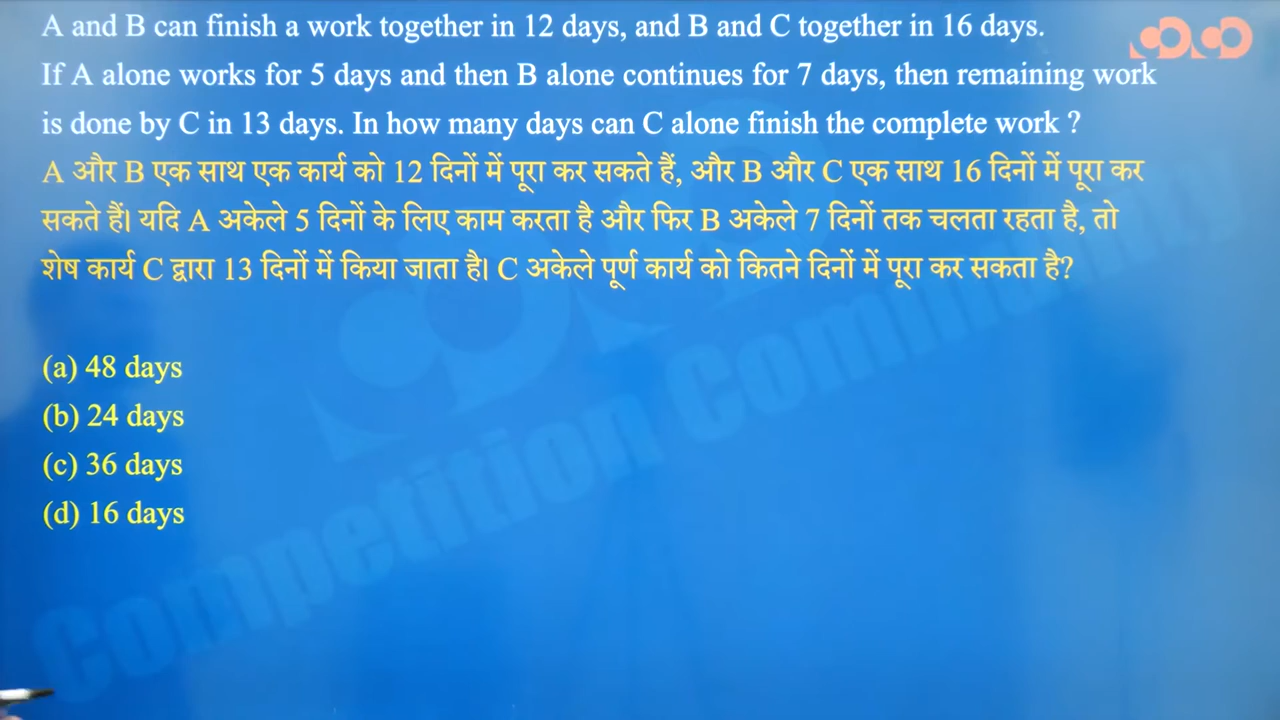 A and B can finish a work together in 12 days, and B and C together in 16 days.
If A alone works for 5 days and then B alone continues for 7 days, then remaining work
is done by C in 13 days. In how many days can C alone finish the complete work ?
A और B एक साथ एक कार्य को 12 दिनों में पूरा कर सकते हैं, और B और C एक साथ 16 दिनों में पूरा कर
सकते हैं। यदि A अकेले 5 दिनों के लिए काम करता है और फिर B अकेले 7 दिनों तक चलता रहता है, तो
शेष कार्य C द्वारा 13 दिनों में किया जाता है। C अकेले पूर्ण कार्य को कितने दिनों में पूरा कर सकता है?
(a) 48 days
(b) 24 days
(c) 36 days
(d) 16 days
Competition Community